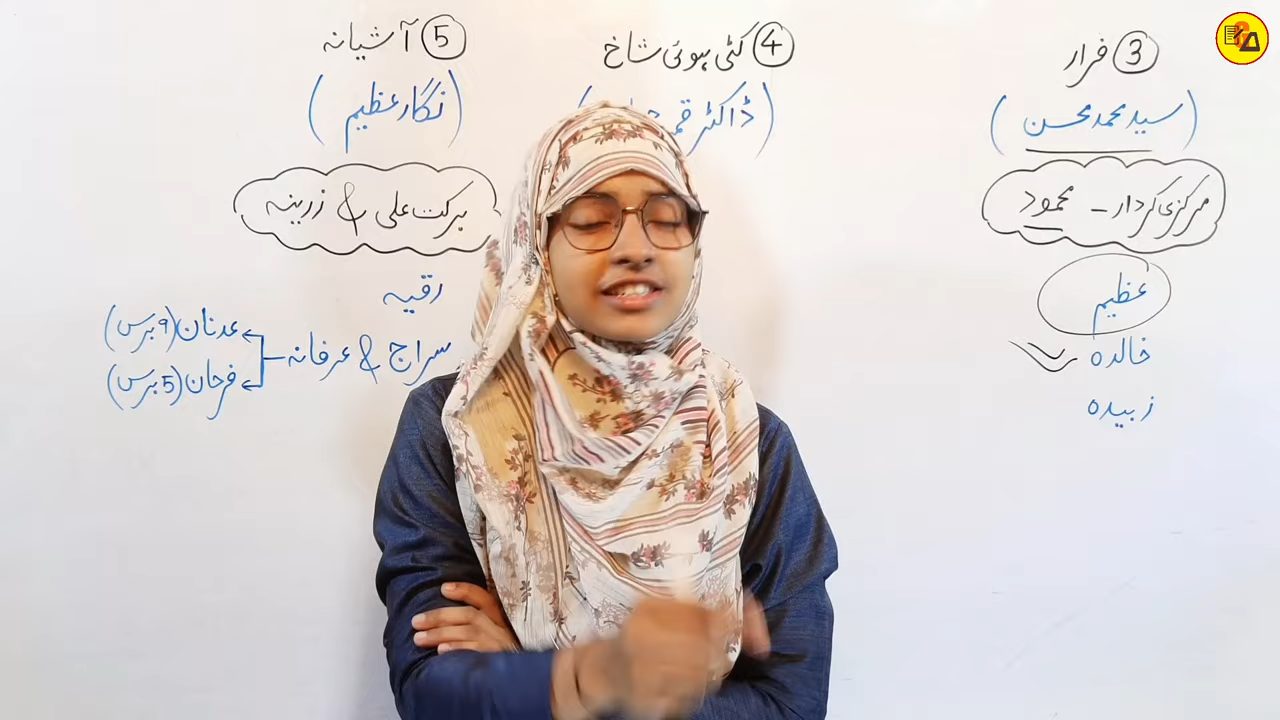 ③ فرار
(سید محمد محسن)
مرکزی کردار - محمود
عظیم
خالدہ
زبیدہ
④ کٹی ہوئی شاخ
(ڈاکٹر
⑤ آشیانہ
(نگار عظیم)
برکت علی & زرینہ
رقیہ
سراج & عرفانہ
عدنان (۹ برس)
فرحان (5 برس)